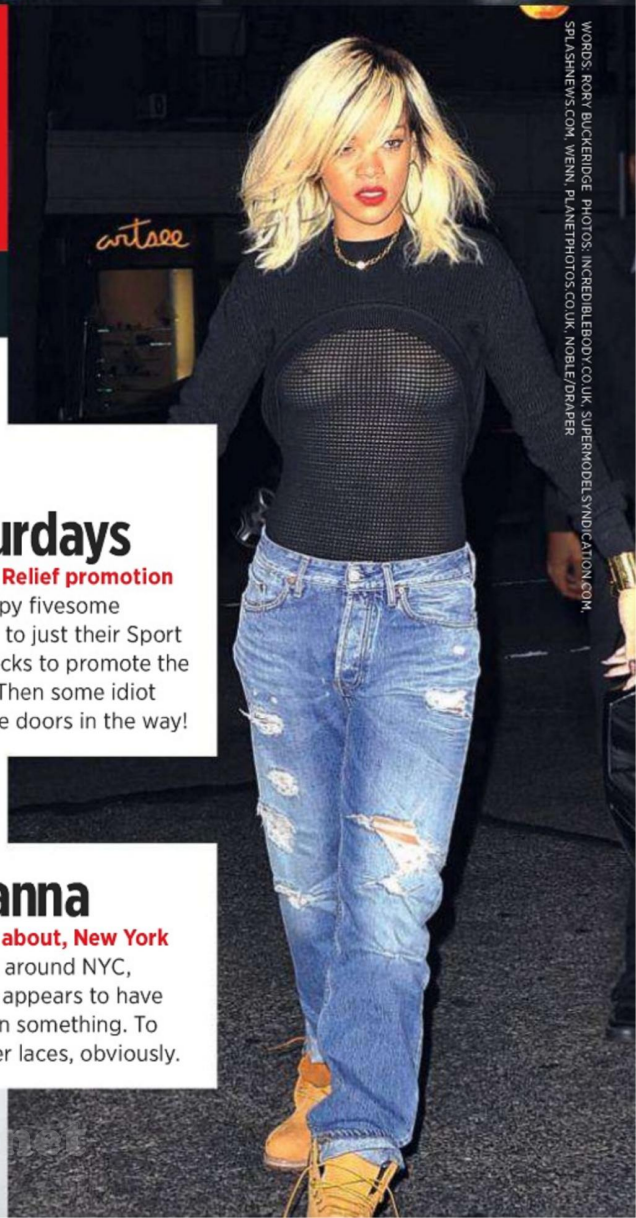 WORDS: RORY BUCKERIDGE PHOTOS: INCREDIBLEBODY.CO.UK, SUPERMODELSYNDICATION.COM,
SPLASHNEWS.COM, WENN, PLANETPHOTOS.CO.UK, NOBLE/DRAPER
artsee
urdays
Relief promotion
py fivesome
to just their Sport
cks to promote the
Then some idiot
e doors in the way!
anna
about, New York
around NYC,
appears to have
n something. To
er laces, obviously.
net